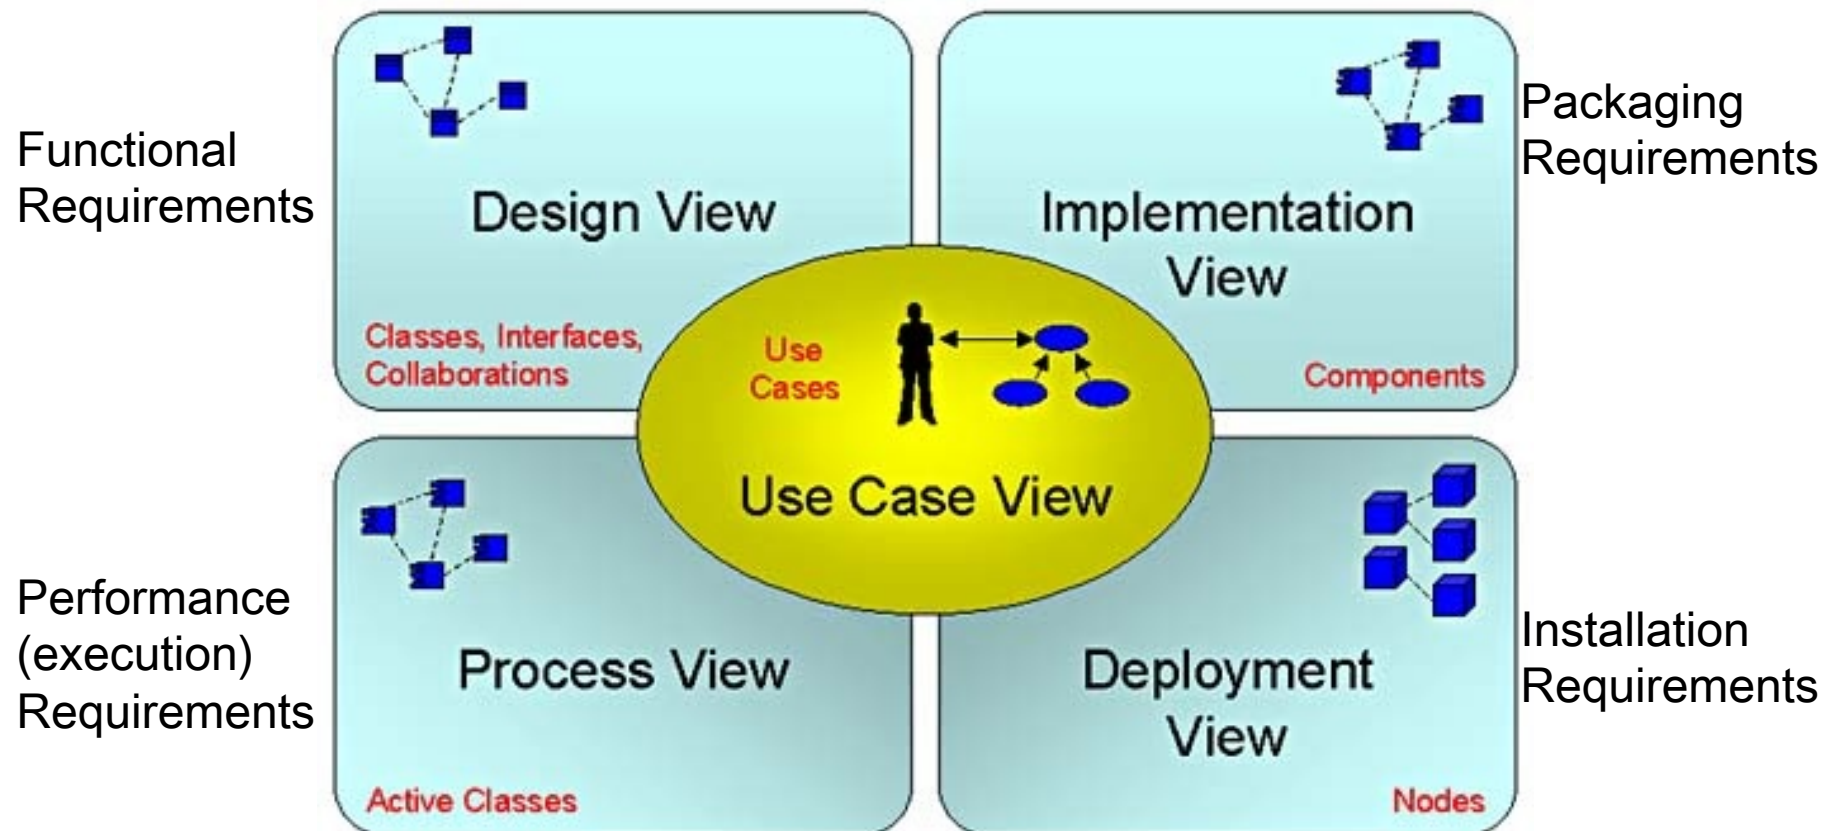 Functional
Requirements
Design View
Classes, Interfaces,
Collaborations
Implementation
View
Components
Packaging
Requirements
Use
Cases
Use Case View
Performance
(execution)
Requirements
Process View
Active Classes
Deployment
View
Nodes
Installation
Requirements